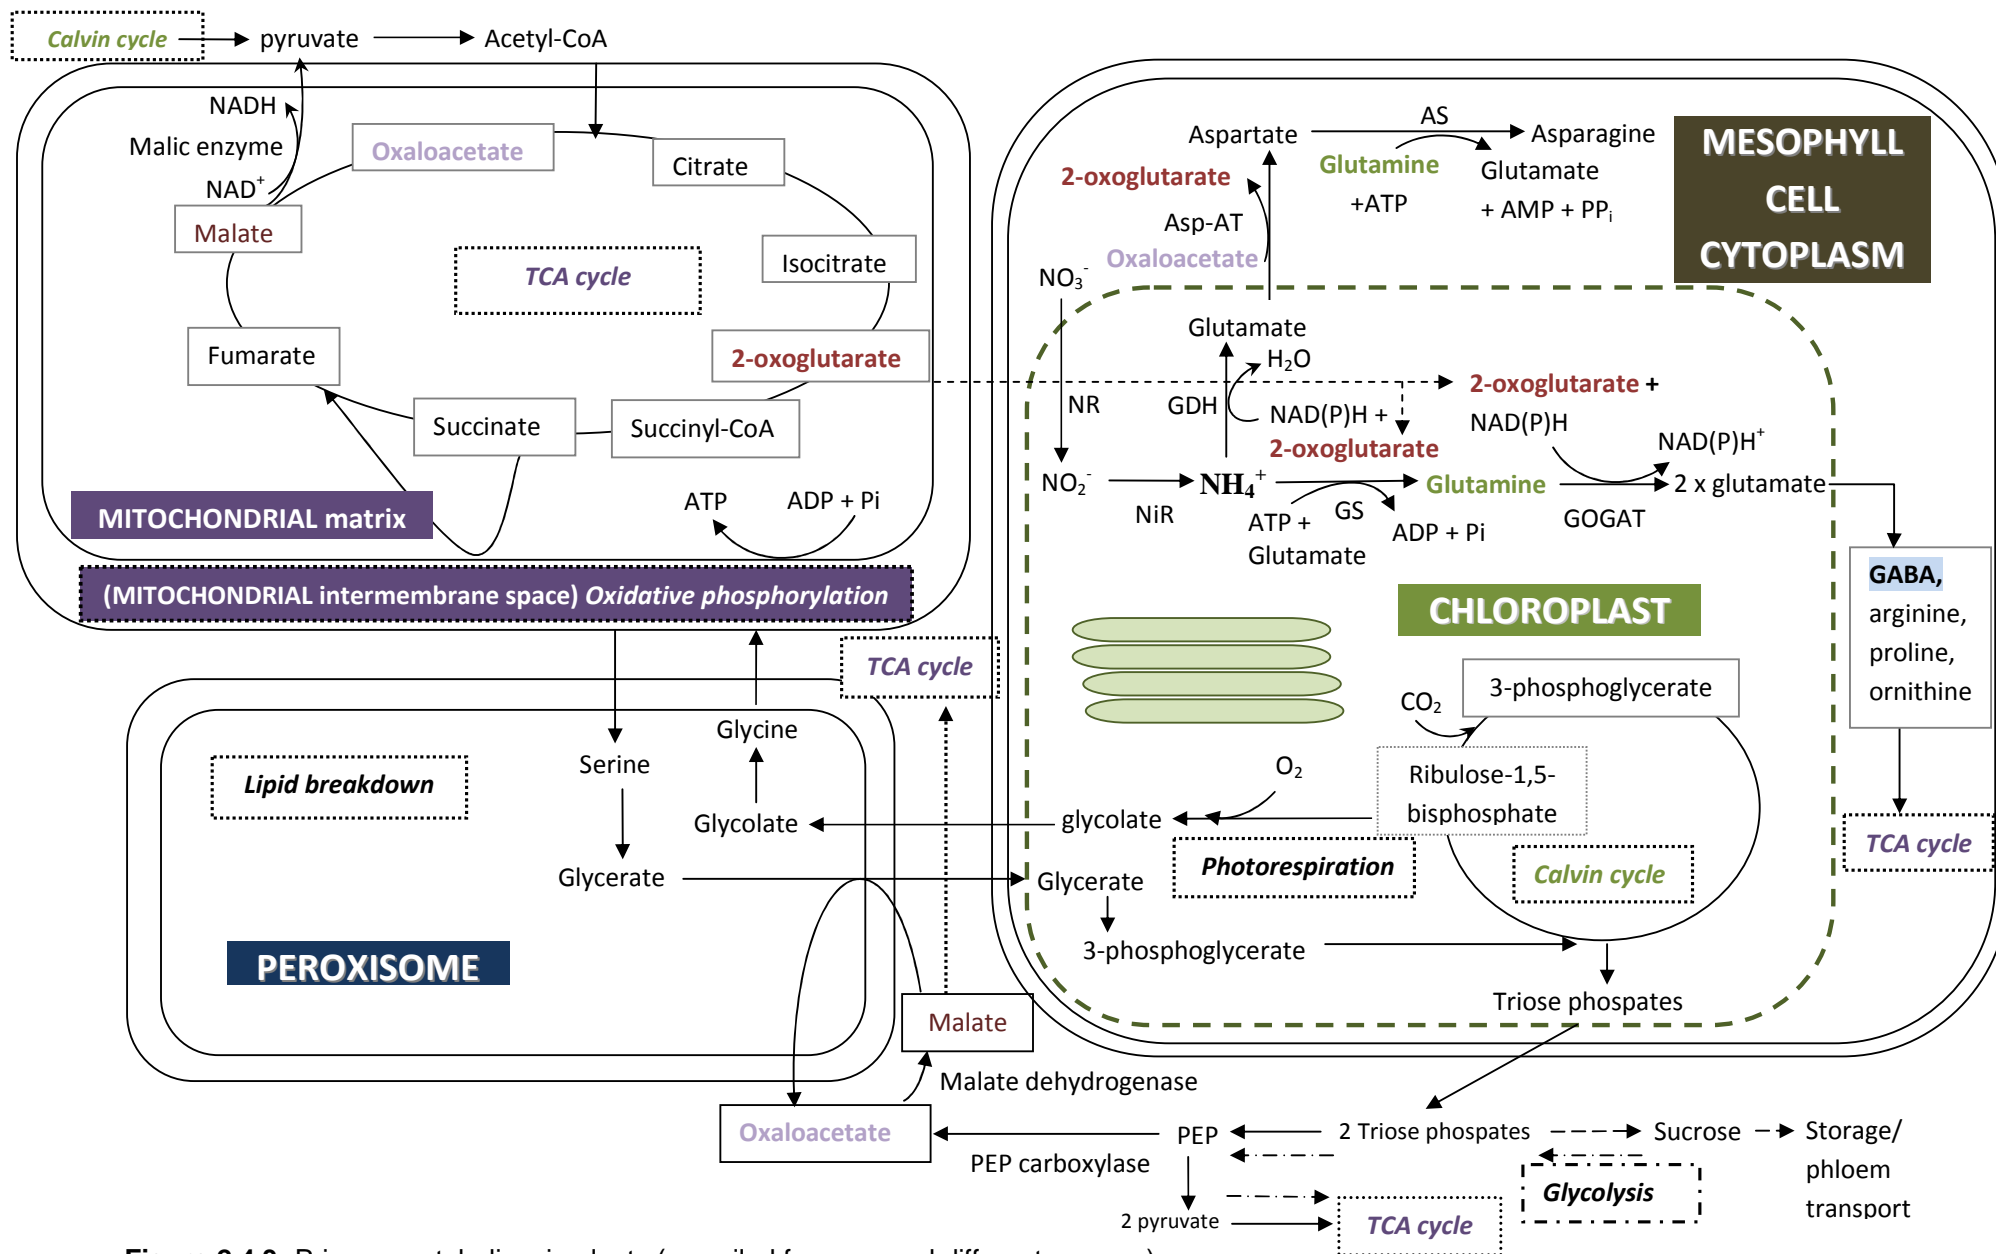 Calvin cycle
pyruvate
Acetyl-CoA
NADH
Malic enzyme
NAD+
Oxaloacetate
Citrate
Malate
TCA cycle
Isocitrate
Fumarate
2-oxoglutarate
Succinate
Succinyl-CoA
MITOCHONDRIAL matrix
ATP
ADP + Pi
(MITOCHONDRIAL intermembrane space) Oxidative phosphorylation
TCA cycle
Glycine
Serine
Lipid breakdown
Glycolate
Glycerate
PEROXISOME
Malate
Malate dehydrogenase
Oxaloacetate
PEP carboxylase
PEP
2 Triose phospates
Sucrose
Storage/
phloem
transport
Glycolysis
2 pyruvate
TCA cycle
MESOPHYLL
CELL
CYTOPLASM
Aspartate
AS
Asparagine
2-oxoglutarate
Glutamine
+ATP
Glutamate
+ AMP + PPi
Asp-AT
Oxaloacetate
NO3-
Glutamate
H2O
NR
GDH
NAD(P)H +
2-oxoglutarate
2-oxoglutarate +
NAD(P)H
NAD(P)H+
NO2-
NiR
NH4+
ATP +
Glutamate
GS
ADP + Pi
Glutamine
GOGAT
2 x glutamate
GABA,
arginine,
proline,
ornithine
TCA cycle
CHLOROPLAST
3-phosphoglycerate
CO2
Ribulose-1,5-
bisphosphate
O2
glycolate
Photorespiration
Calvin cycle
Glycerate
3-phosphoglycerate
Triose phospates